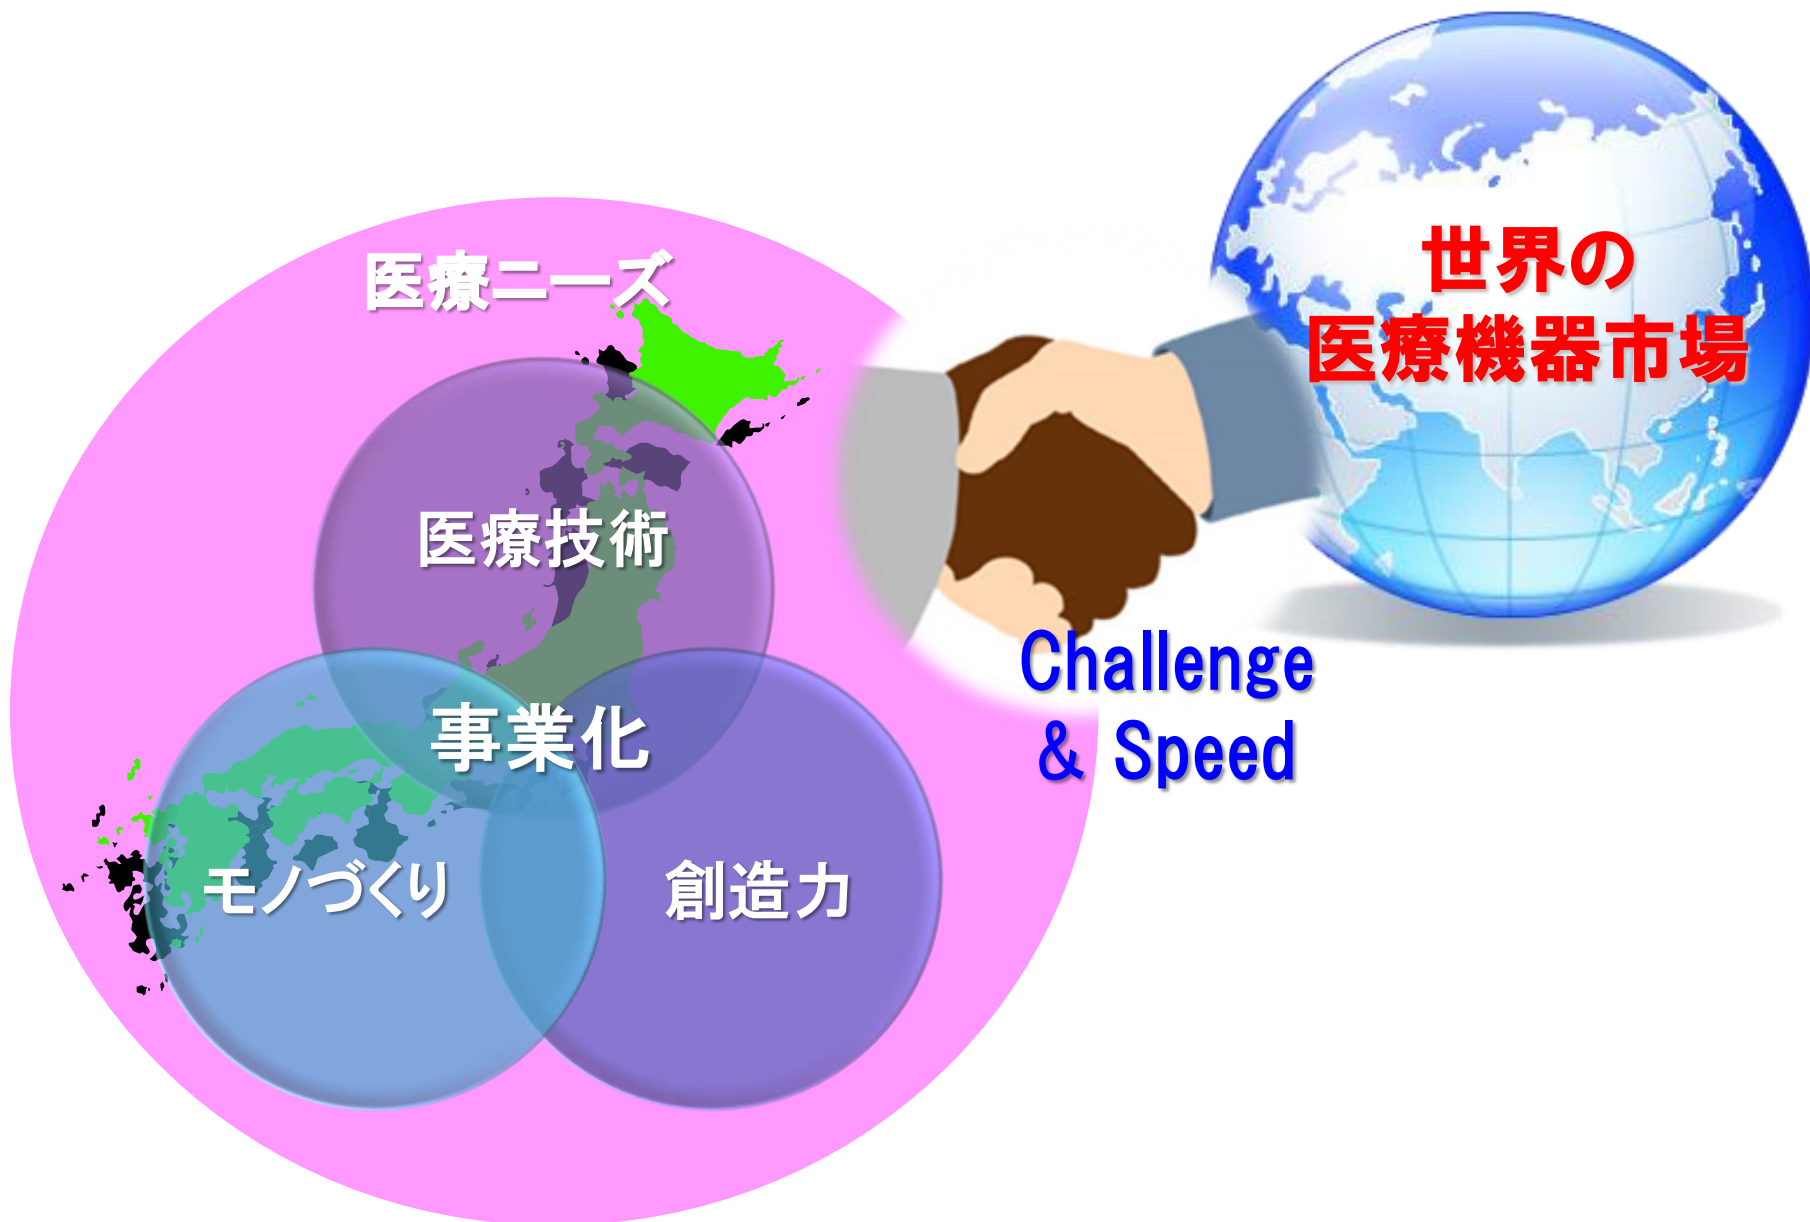 医療ニーズ
医療技術
事業化
モノづくり
創造力
世界の
医療機器市場
Challenge
& Speed